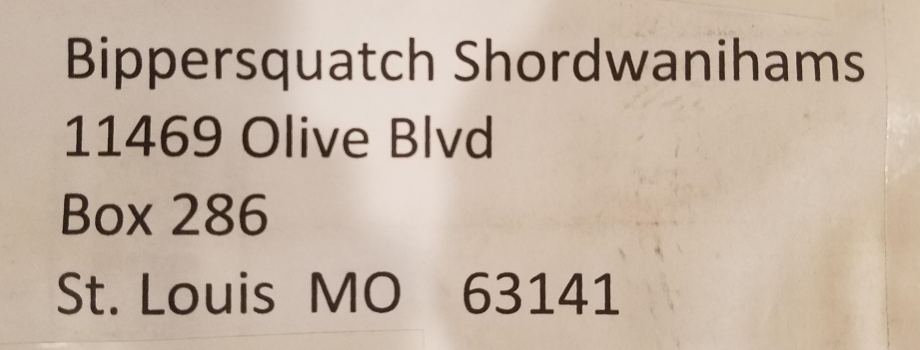 Bippersquatch Shordwanihams
11469 Olive Blvd
Box 286
St. Louis  MO    63141